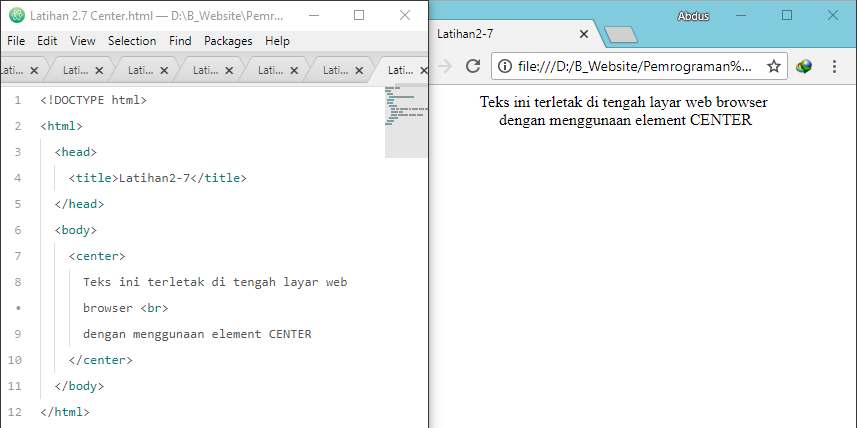 Latihan 2.7 Center.html — D:\B_Website\Pemr...
File Edit View Selection Find Packages Help
Lati... Lati... Lati... Lati... Lati... Lati... Lati...
1 <!DOCTYPE html>
2 <html>
3 <head>
4 <title>Latihan2-7</title>
5 </head>
6 <body>
7 <center>
8 Teks ini terletak di tengah layar web
• browser <br>
9 dengan menggunaan element CENTER
10 </center>
11 </body>
12 </html>
Abdus
Latihan2-7
file:///D:/B_Website/Pemrograman%...
Teks ini terletak di tengah layar web browser
dengan menggunaan element CENTER